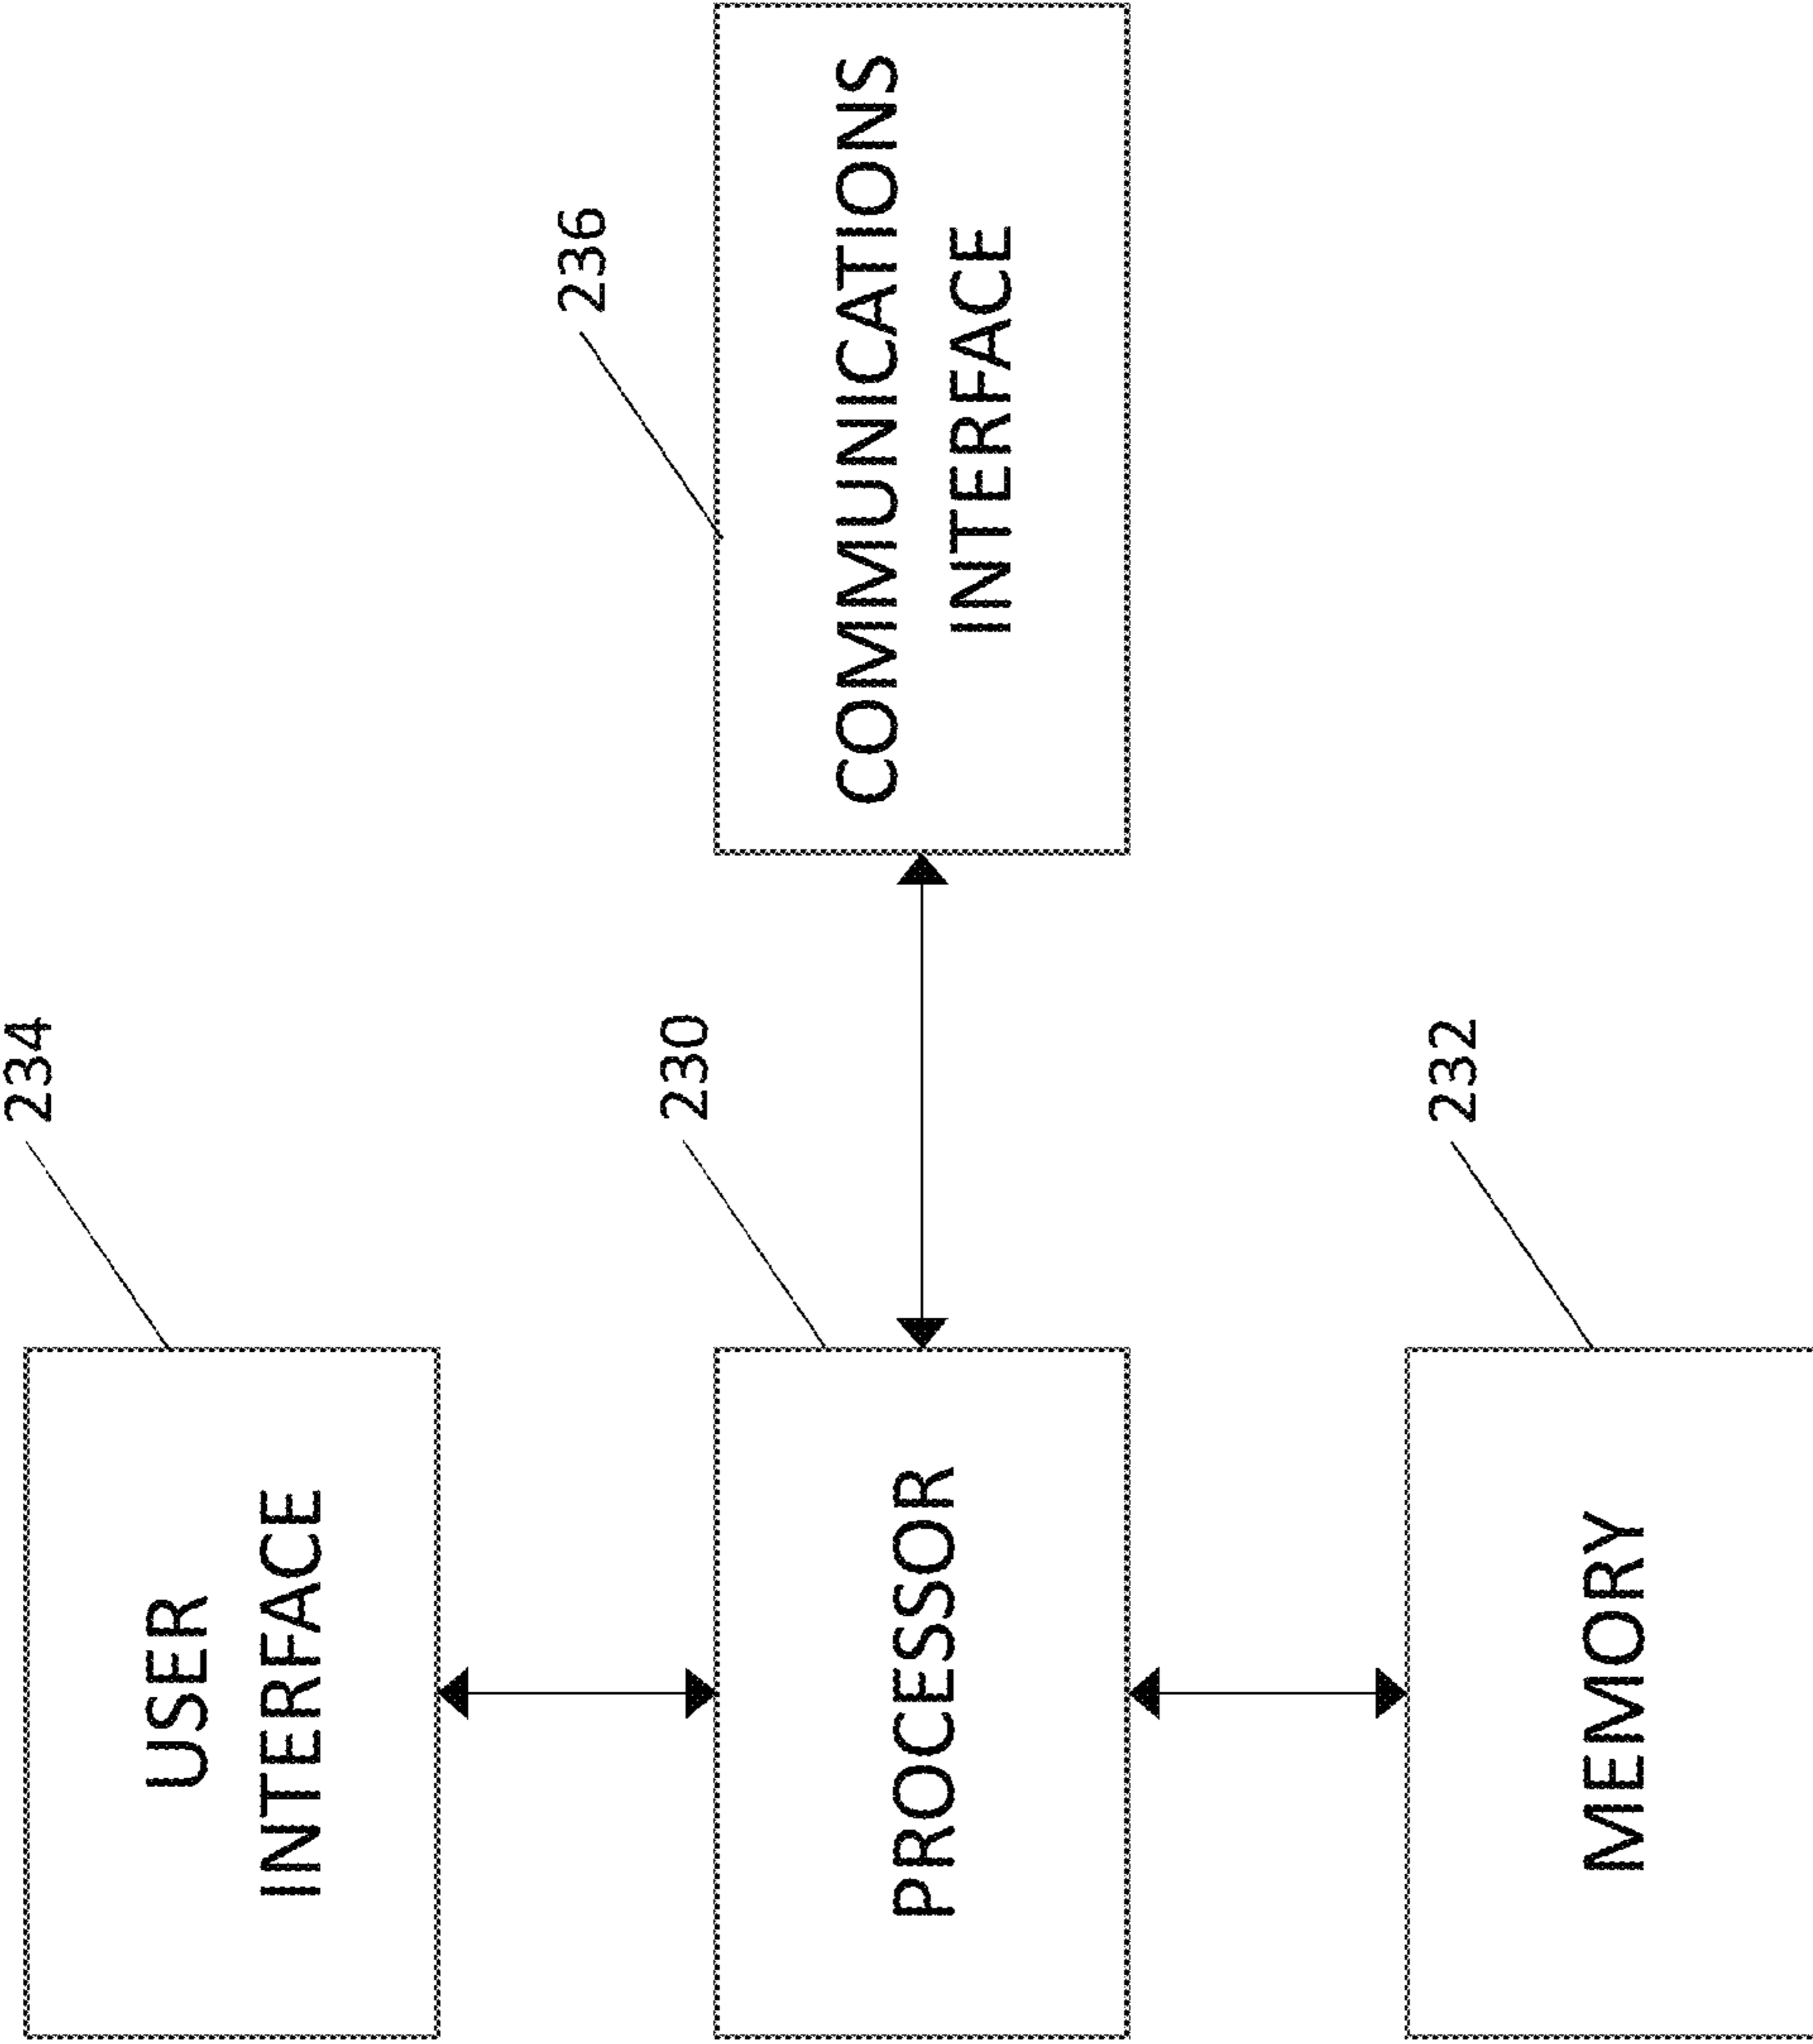 234
USER
INTERFACE
230
PROCESSOR
236
COMMUNICATIONS
INTERFACE
232
MEMORY